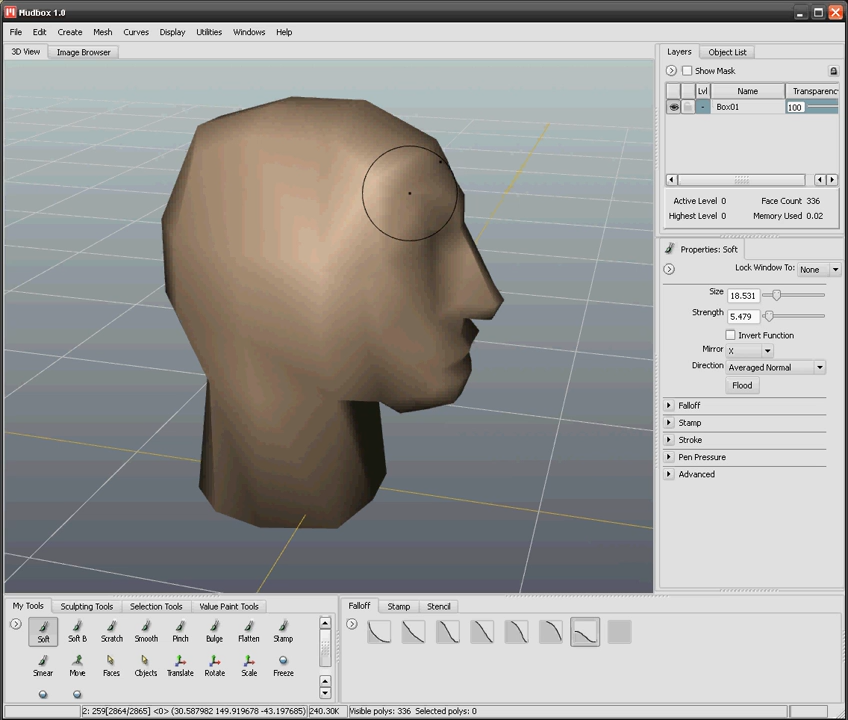 Mudbox 1.0
File Edit Create Mesh Curves Display Utilities Windows Help
3D View Image Browser
Layers Object List
Show Mask
Lvl Name Transparenc
- Box01 100
Active Level 0 Face Count 336
Highest Level 0 Memory Used 0.02
Properties: Soft
Lock Window To: None
Size 18.531
Strength 5.479
Invert Function
Mirror X
Direction Averaged Normal
Flood
Falloff
Stamp
Stroke
Pen Pressure
Advanced
My Tools Sculpting Tools Selection Tools Value Paint Tools
Falloff Stamp Stencil
Soft Soft B Scratch Smooth Pinch Bulge Flatten Stamp
Smear Move Faces Objects Translate Rotate Scale Freeze
2: 259[2864/2865] <0> (30.587982 149.919678 -43.197685) 240.30K Visible polys: 336 Selected polys: 0